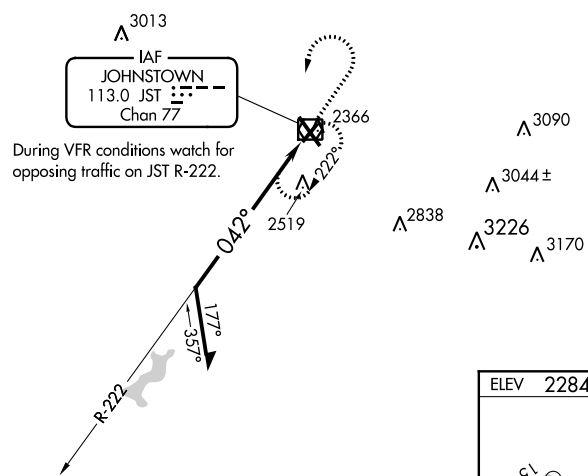 3013
IAF
JOHNSTOWN
113.0 JST
Chan 77
2366
During VFR conditions watch for
opposing traffic on JST R-222.
3090
222°
3044±
2519
2838
3226
3170
042°
177°
357°
R-222
ELEV 2284
15